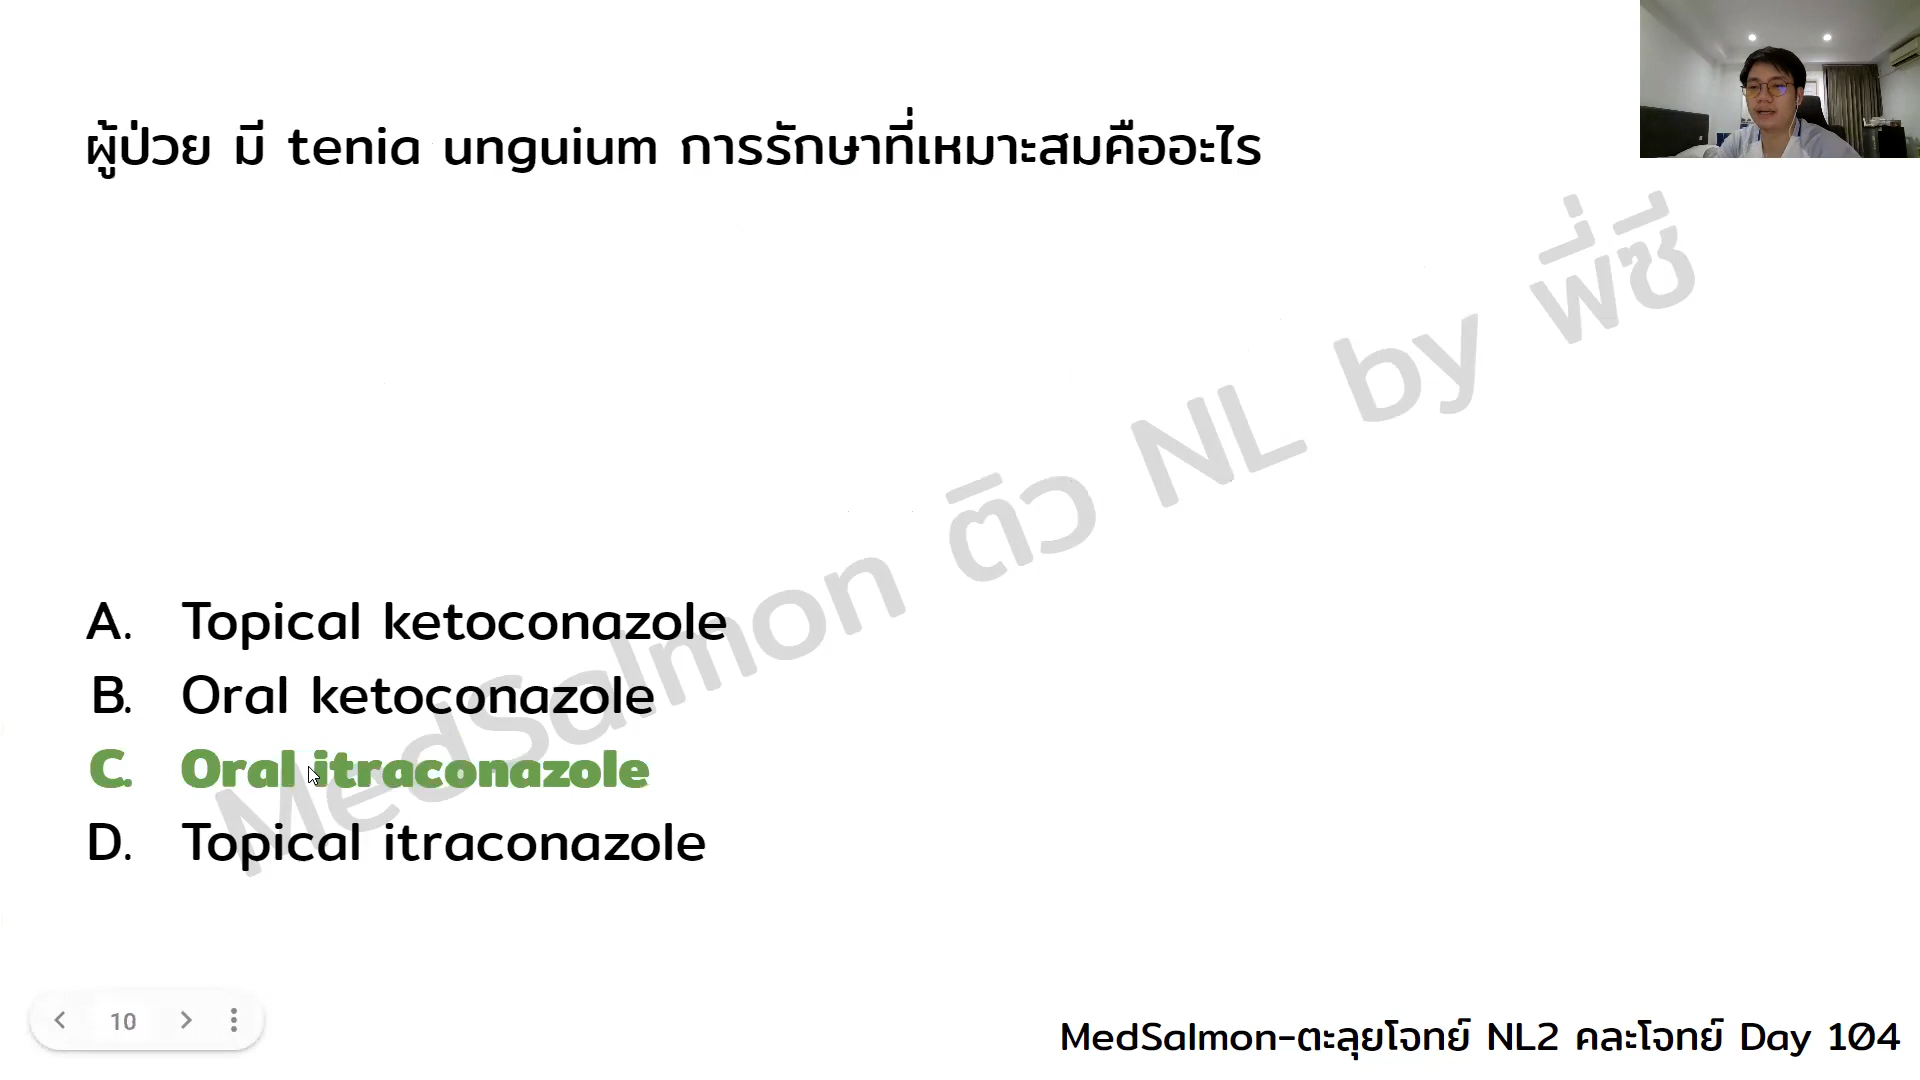 ผู้ป่วย มี tenia unguium การรักษาที่เหมาะสมคืออะไร
MedSalmon ติว NL by พี่ซี
A. Topical ketoconazole
B. Oral ketoconazole
C. Oral itraconazole
D. Topical itraconazole
10
MedSalmon-ตะลุยโจทย์ NL2 คละโจทย์ Day 104